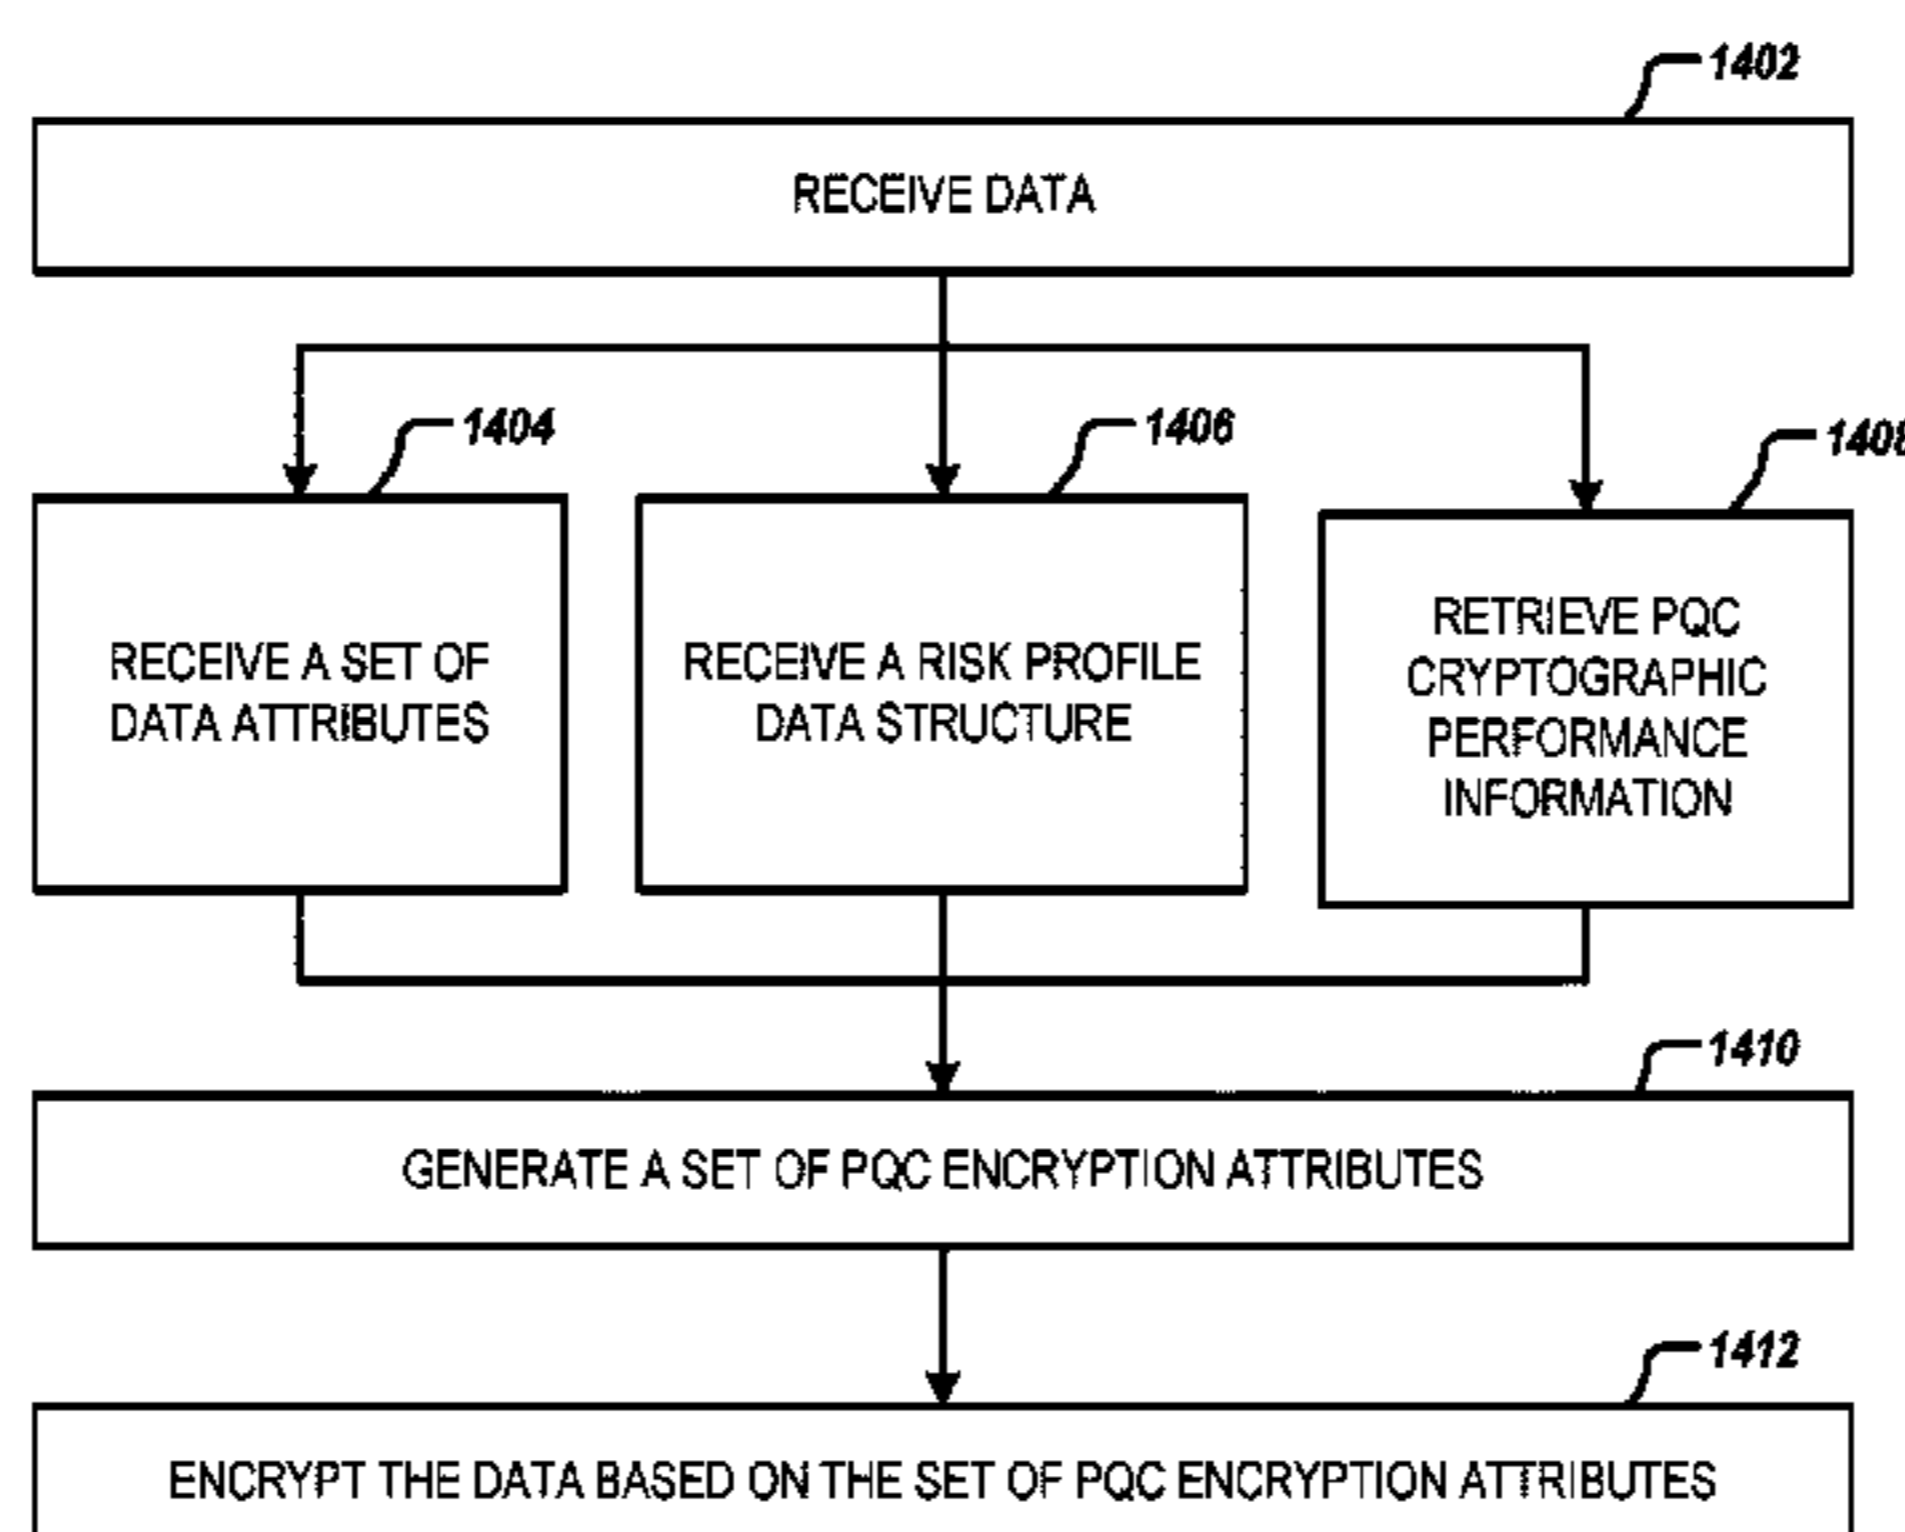 1402
RECEIVE DATA
1404
1406
1408
RECEIVE A SET OF
DATA ATTRIBUTES
RECEIVE A RISK PROFILE
DATA STRUCTURE
RETRIEVE PQC
CRYPTOGRAPHIC
PERFORMANCE
INFORMATION
1410
GENERATE A SET OF PQC ENCRYPTION ATTRIBUTES
1412
ENCRYPT THE DATA BASED ON THE SET OF PQC ENCRYPTION ATTRIBUTES